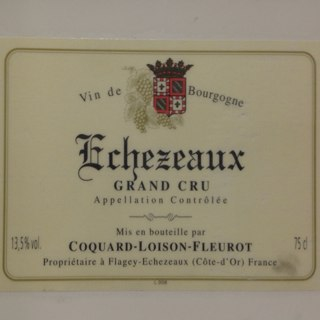 Vin de Bourgogne
Echezeaux
GRAND CRU
Appellation Contrôlée
Mis en bouteille par
13,5% vol. COQUARD-LOISON-FLEUROT 75 cl
Propriétaire à Flagey-Echezeaux (Côte-d'Or) France